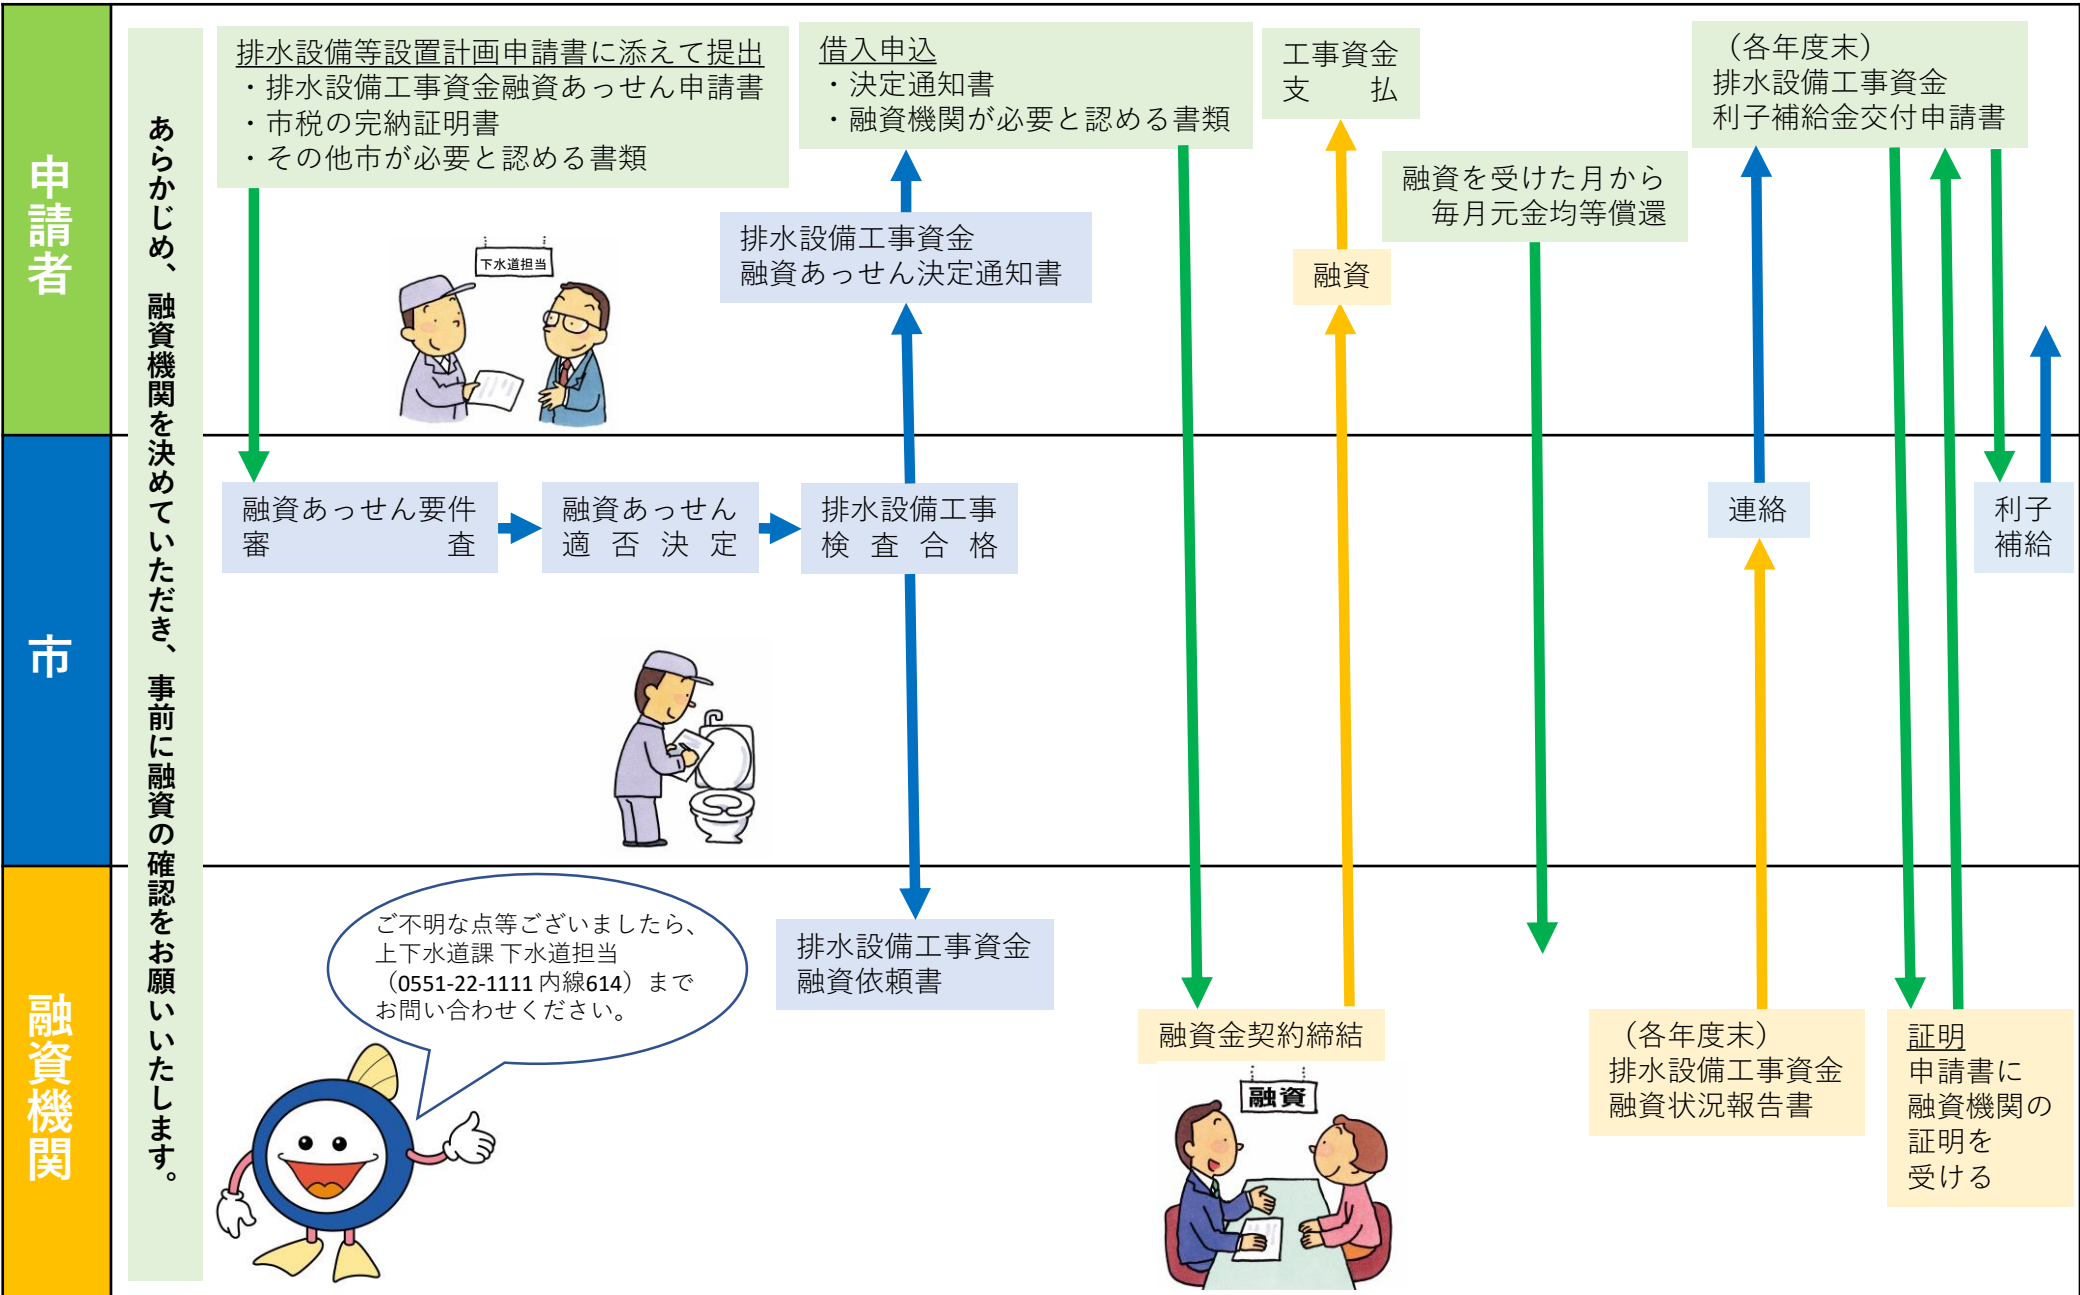 申請者
市
融資機関
あらかじめ、融資機関を決めていただき、事前に融資の確認をお願いいたします。
排水設備等設置計画申請書に添えて提出
・排水設備工事資金融資あっせん申請書
・市税の完納証明書
・その他市が必要と認める書類
借入申込
・決定通知書
・融資機関が必要と認める書類
工事資金
支払
（各年度末）
排水設備工事資金
利子補給金交付申請書
融資を受けた月から
毎月元金均等償還
排水設備工事資金
融資あっせん決定通知書
融資
下水道担当
融資あっせん要件
審査
融資あっせん
適否決定
排水設備工事
検査合格
連絡
利子
補給
ご不明な点等ございましたら、
上下水道課 下水道担当
（0551-22-1111 内線614）まで
お問い合わせください。
排水設備工事資金
融資依頼書
融資金契約締結
融資
（各年度末）
排水設備工事資金
融資状況報告書
証明
申請書に
融資機関の
証明を
受ける